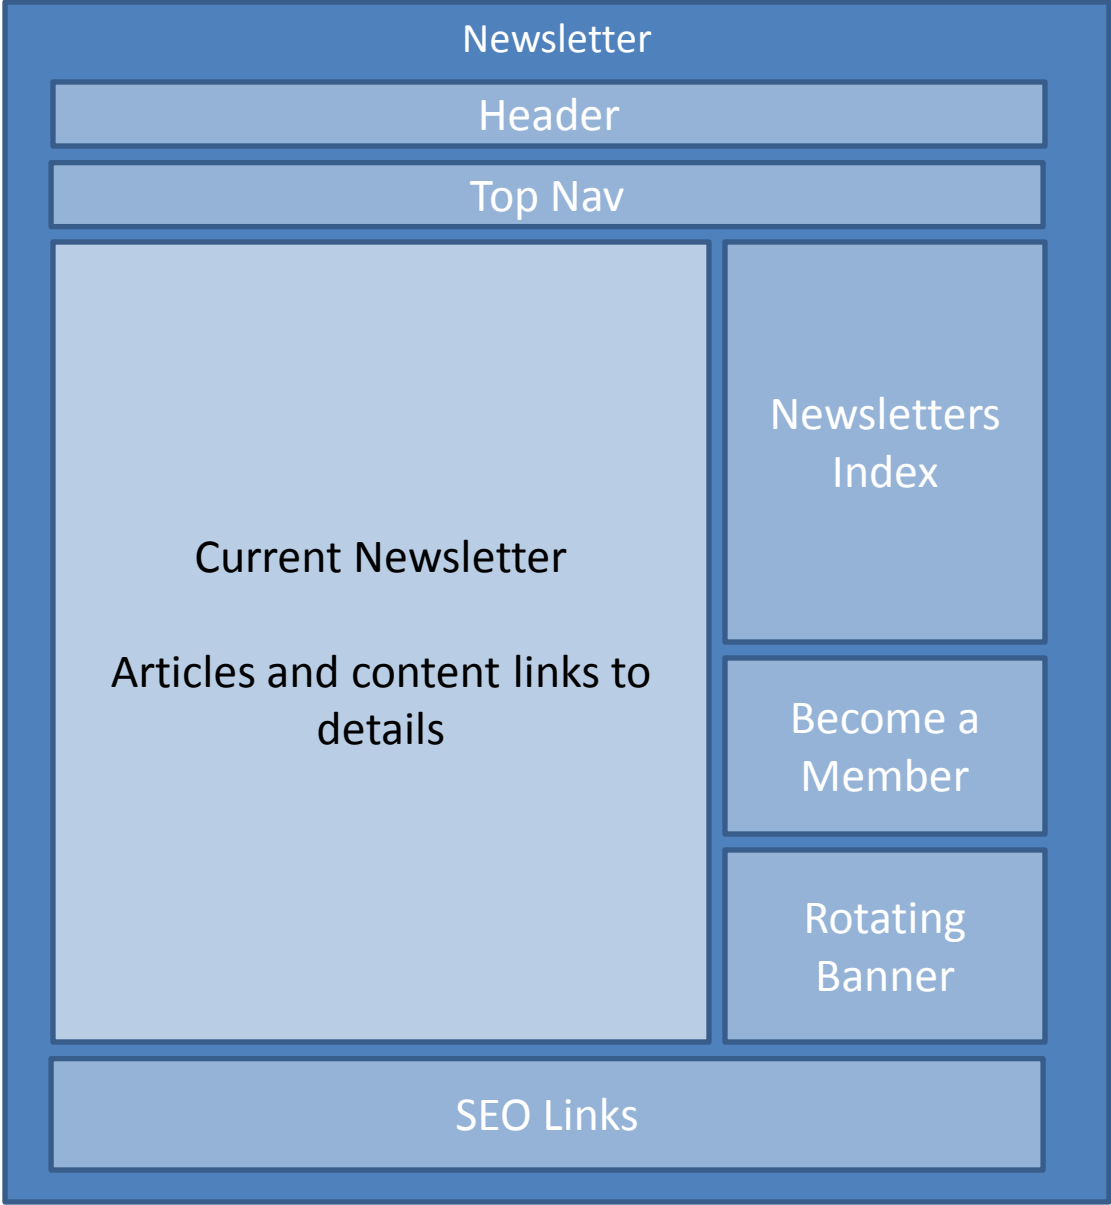 Newsletter
Header
Top Nav
Current Newsletter
Articles and content links to
details
Newsletters
Index
Become a
Member
Rotating
Banner
SEO Links